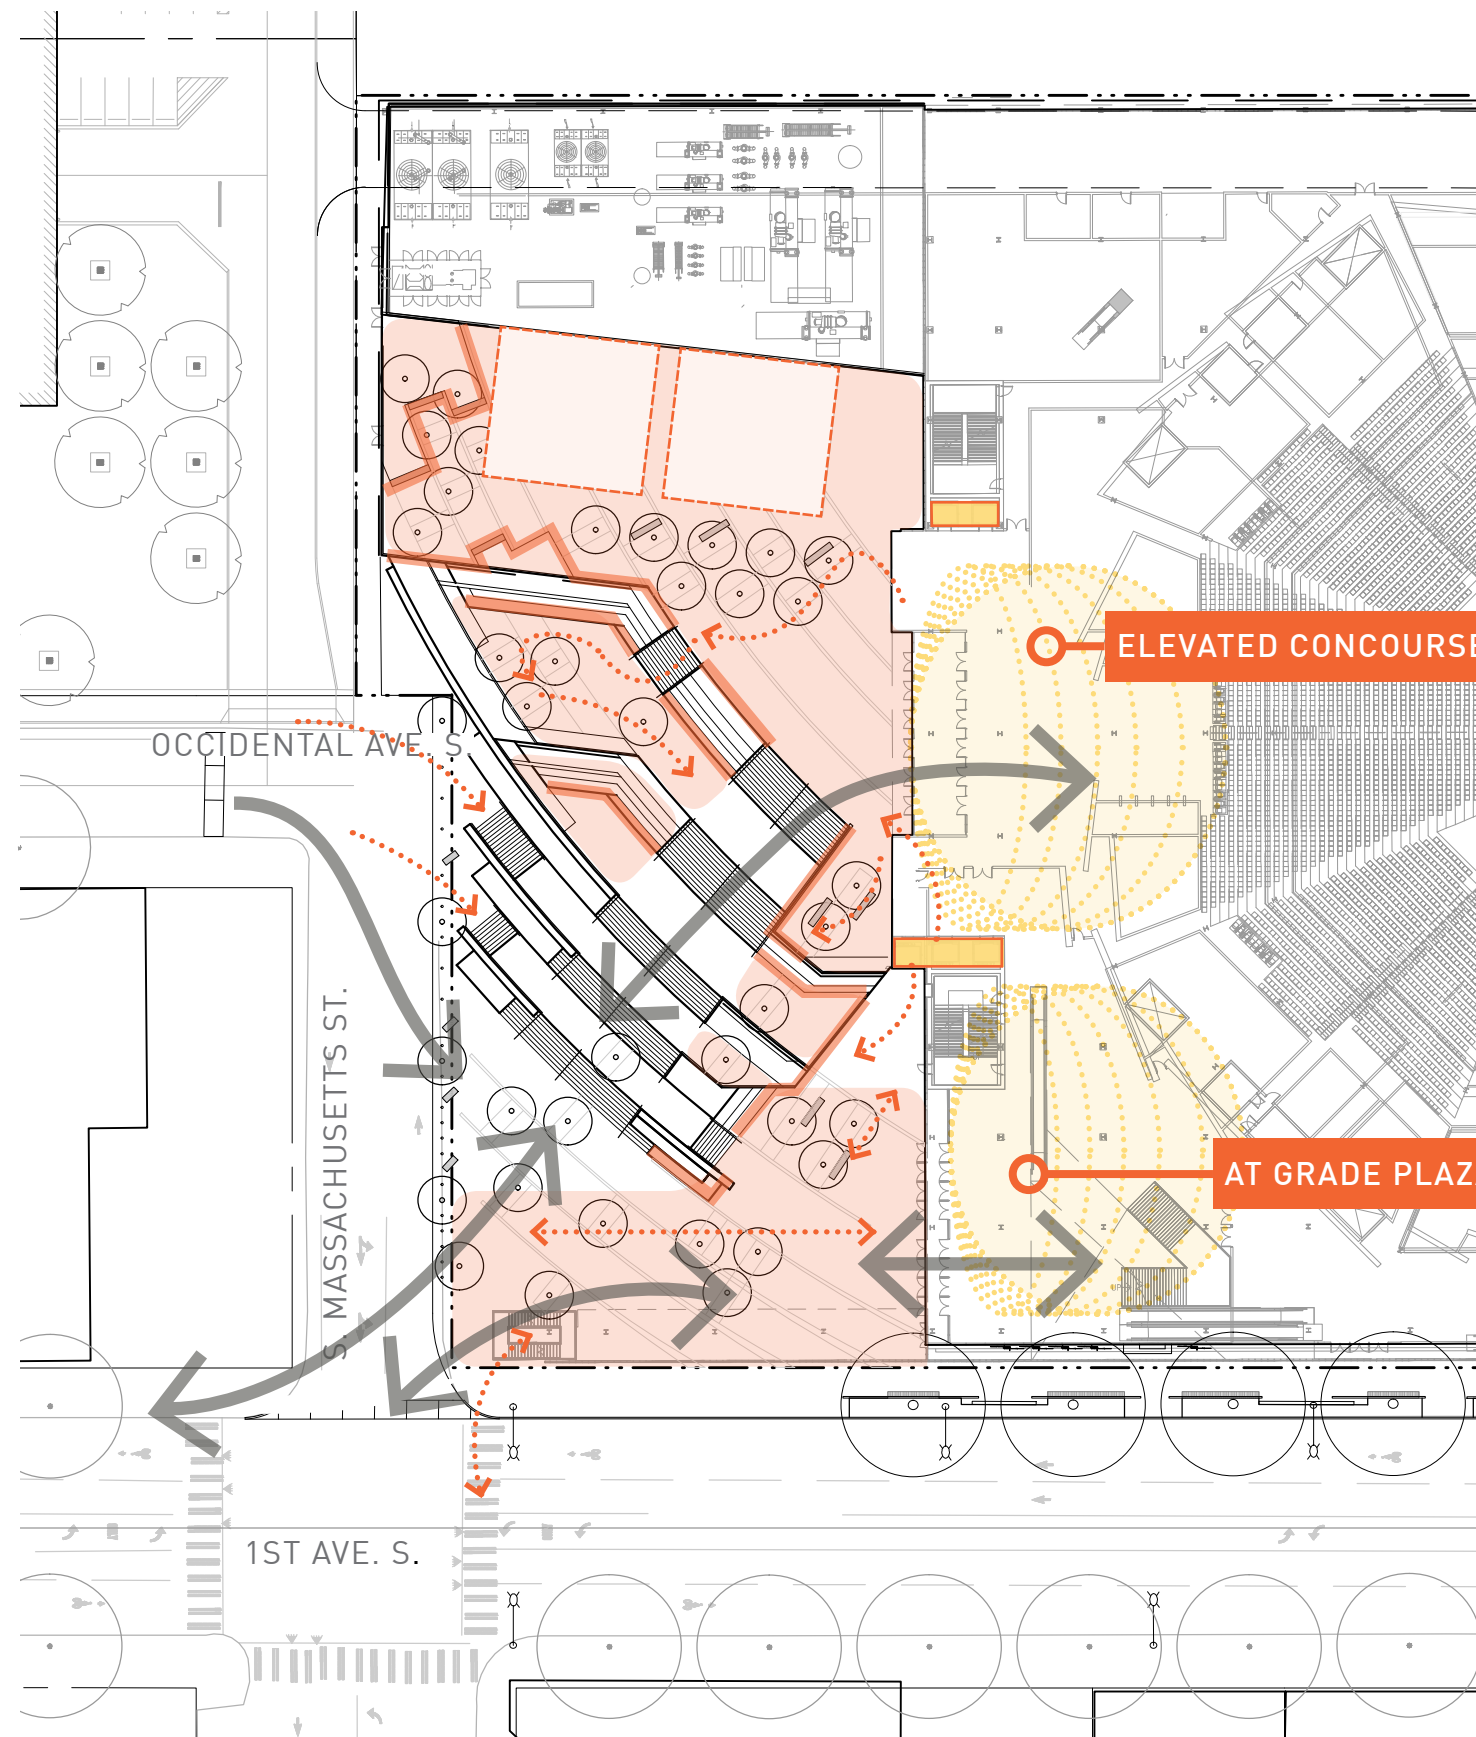 ELEVATED CONCOURSE
OCCIDENTAL AVE. S.
S. MASSACHUSETTS ST.
AT GRADE PLAZ
1ST AVE. S.